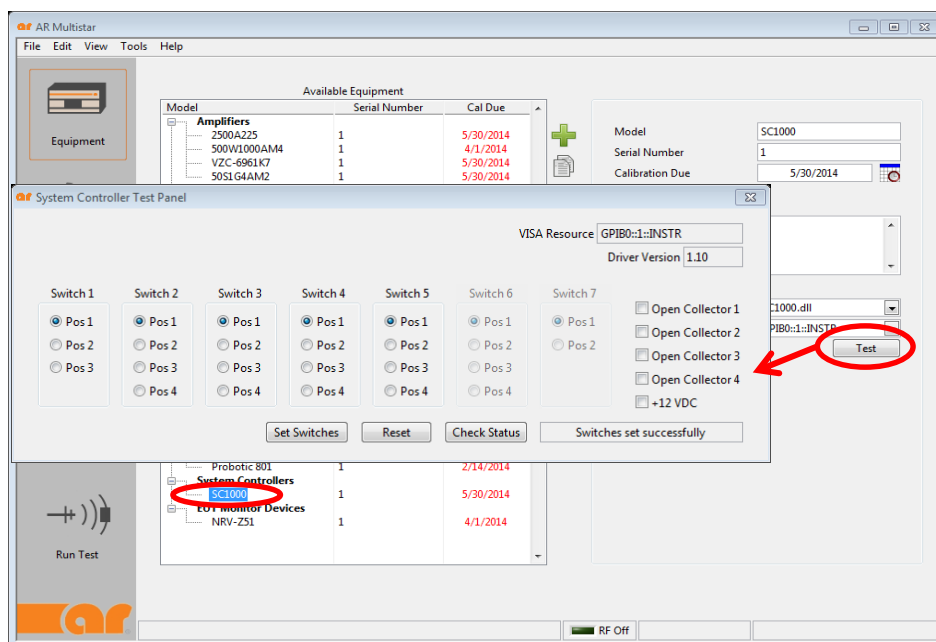 ar AR Multistar
File Edit View Tools Help
Available Equipment
Model Serial Number Cal Due
Amplifiers
2500A225 1 5/30/2014
500W1000AM4 1 4/1/2014
VZC-6961K7 1 5/30/2014
50S1G4AM2 1 5/30/2014
Equipment
Model SC1000
Serial Number 1
Calibration Due 5/30/2014
ar System Controller Test Panel
VISA Resource GPIB0::1::INSTR
Driver Version 1.10
Switch 1 Switch 2 Switch 3 Switch 4 Switch 5 Switch 6 Switch 7
Pos 1 Pos 1 Pos 1 Pos 1 Pos 1 Pos 1 Pos 1
Pos 2 Pos 2 Pos 2 Pos 2 Pos 2 Pos 2 Pos 2
Pos 3 Pos 3 Pos 3 Pos 3 Pos 3 Pos 3
Pos 4 Pos 4 Pos 4 Pos 4 Pos 4
Open Collector 1
Open Collector 2
Open Collector 3
Open Collector 4
+12 VDC
Set Switches Reset Check Status Switches set successfully
C1000.dll
PIB0::1::INSTR
Test
Probotic 801 1 2/14/2014
System Controllers
SC1000 1 5/30/2014
EUT Monitor Devices
NRV-Z51 1 4/1/2014
Run Test
ar
RF Off